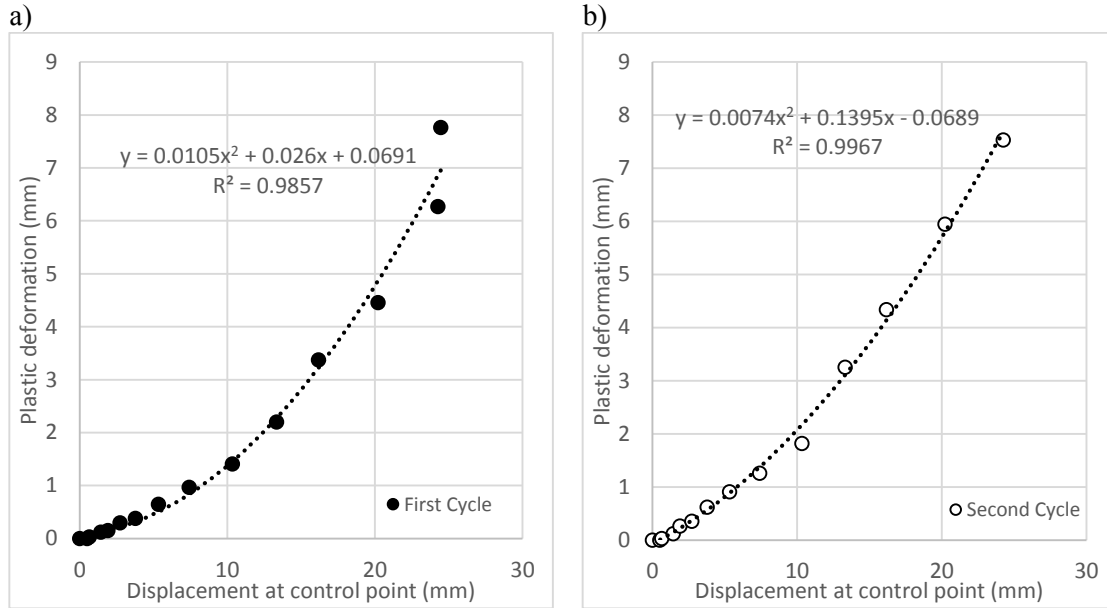 a)
9
8
7
6
5
4
3
2
1
0
0 10 20 30
Plastic deformation (mm)
Displacement at control point (mm)
y = 0.0105x² + 0.026x + 0.0691
R² = 0.9857
First Cycle
b)
9
8
7
6
5
4
3
2
1
0
0 10 20 30
Plastic deformation (mm)
Displacement at control point (mm)
y = 0.0074x² + 0.1395x - 0.0689
R² = 0.9967
Second Cycle